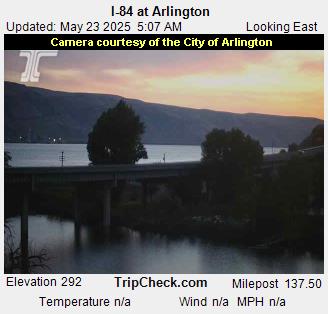 I-84 at Arlington
Updated: May 23 2025 5:07 AM Looking East
Camera courtesy of the City of Arlington
Elevation 292 TripCheck.com Milepost 137.50
Temperature n/a Wind n/a MPH n/a